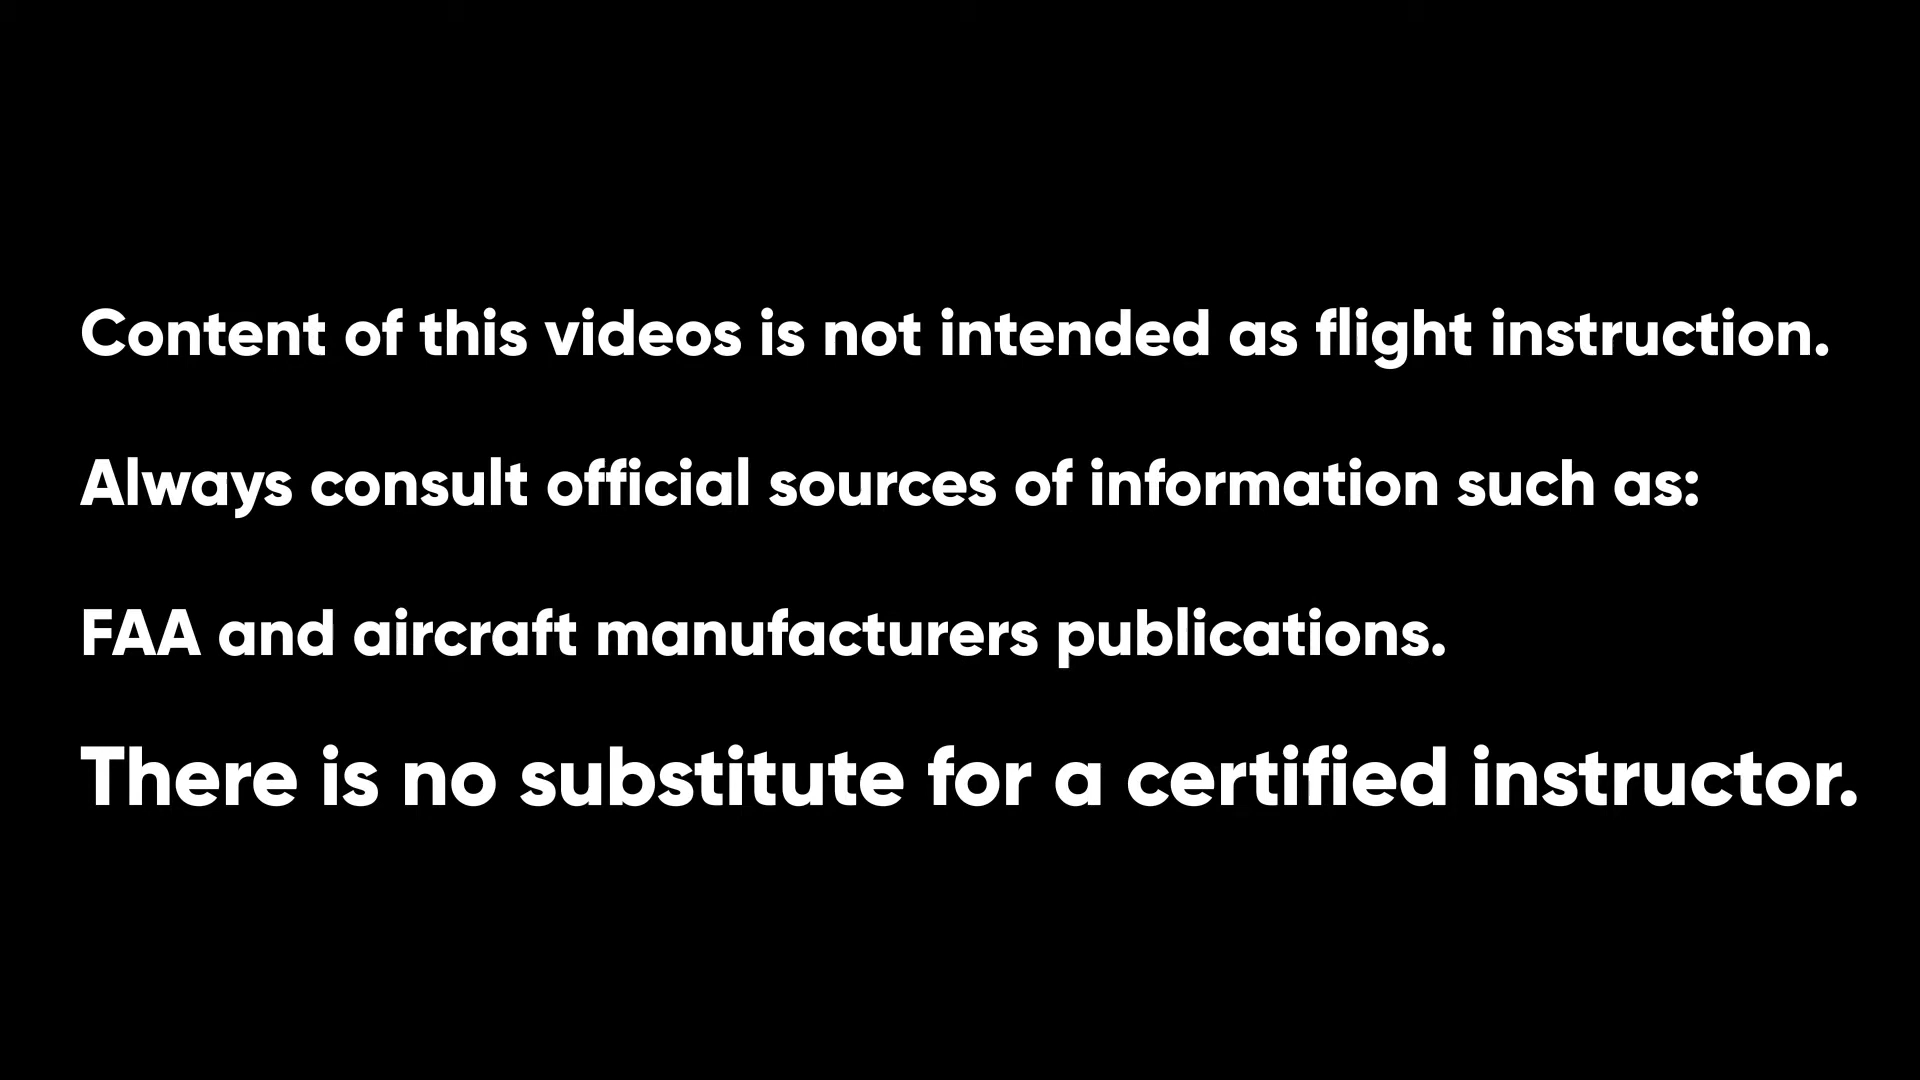 Content of this videos is not intended as flight instruction.
Always consult official sources of information such as:
FAA and aircraft manufacturers publications.
There is no substitute for a certified instructor.